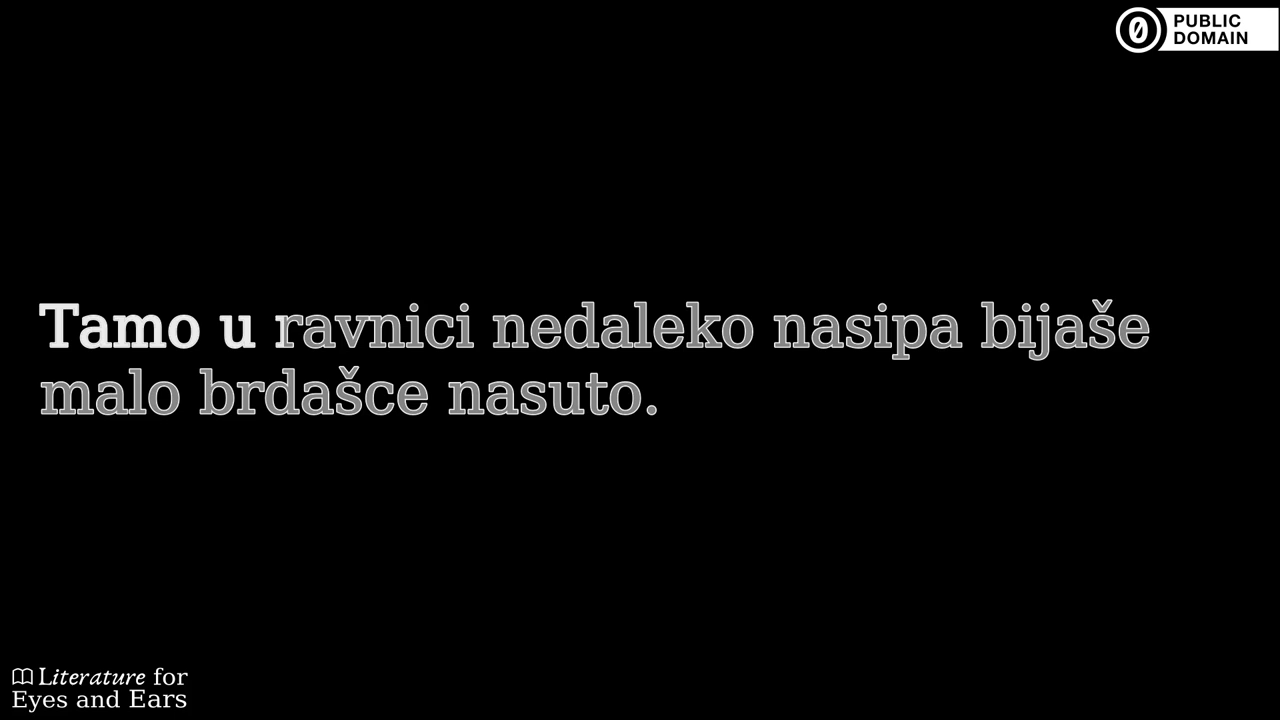 PUBLIC
DOMAIN
Tamo u ravnici nedaleko nasipa bijaše
malo brdašce nasuto.
Literature for
Eyes and Ears